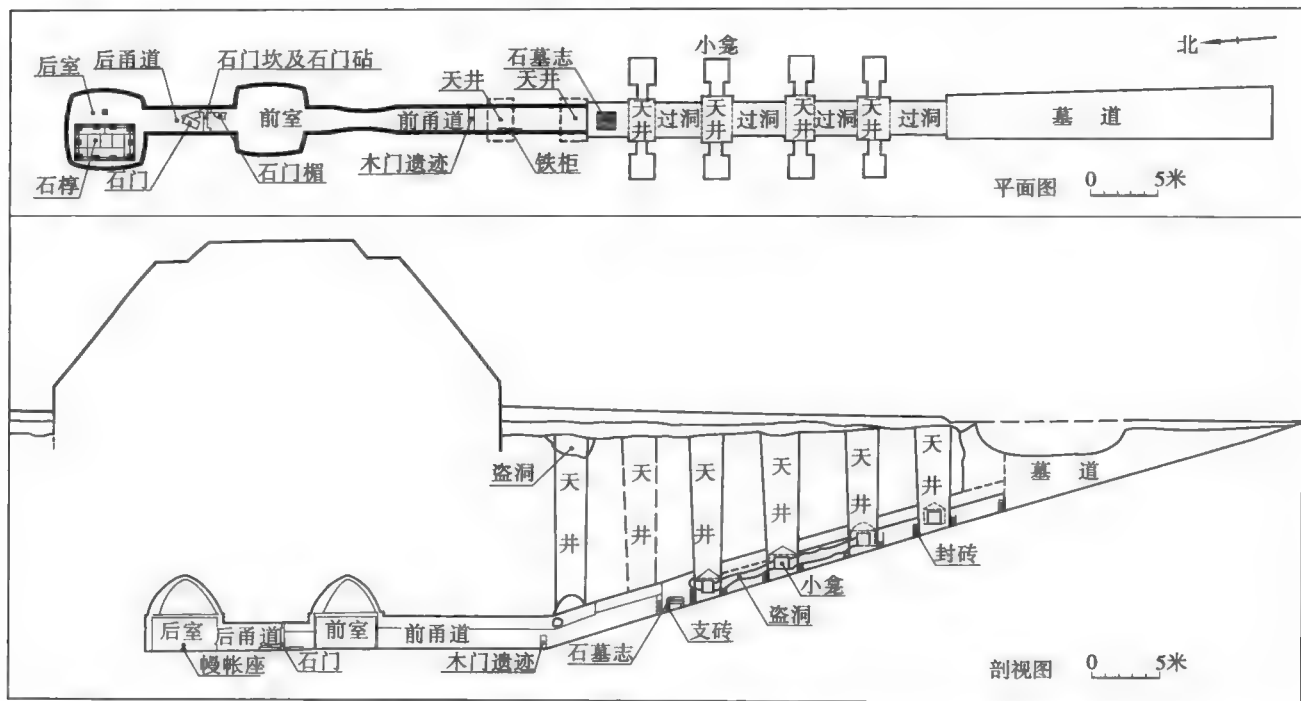 石门坎及石门砧
后甬道
后室
石墓志
小龛
北
天井
天井
天井
天井
天井
天井
前室
前甬道
过洞
过洞
过洞
过洞
墓 道
石椁
石门
石门楣
木门遗迹
铁柜
平面图 0 5米
盗洞
天井
天井
天井
天井
天井
天井
墓 道
封砖
小龛
盗洞
支砖
石墓志
后室
后甬道
前室
前甬道
幔帐座
石门
木门遗迹
剖视图 0 5米